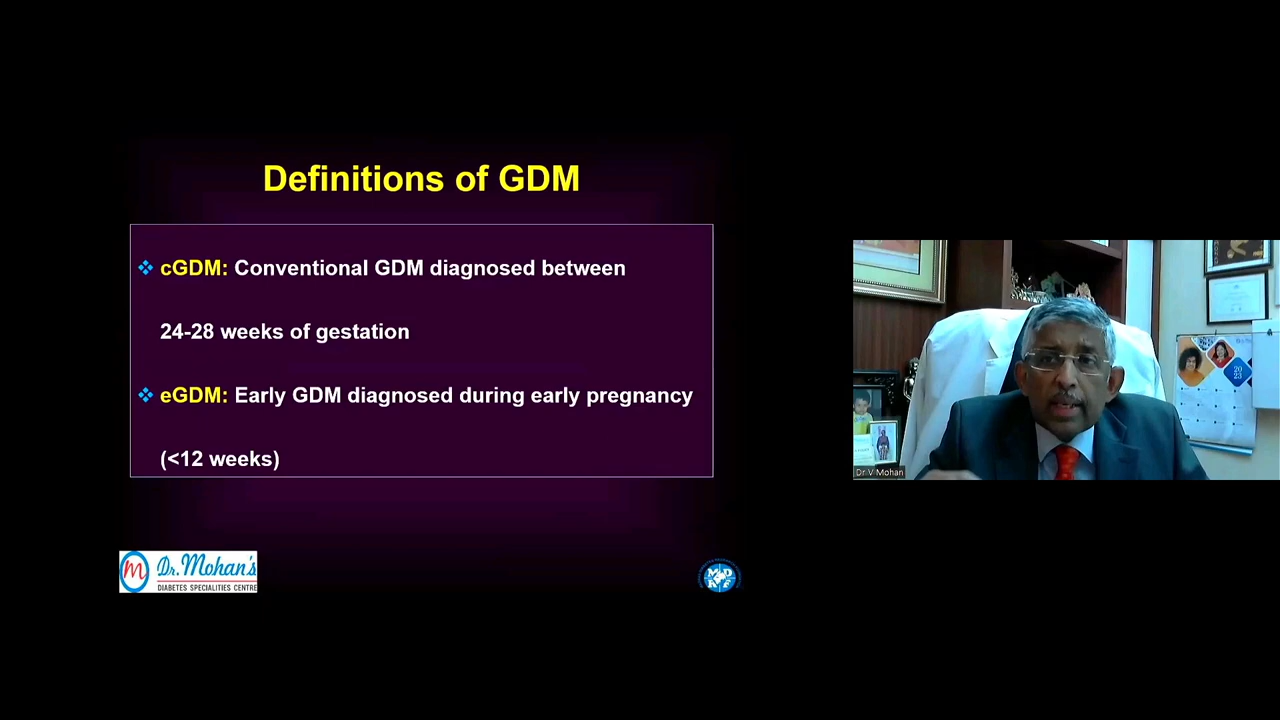 Definitions of GDM
❖ cGDM: Conventional GDM diagnosed between
24-28 weeks of gestation
❖ eGDM: Early GDM diagnosed during early pregnancy
(<12 weeks)
m Dr. Mohan's
DIABETES SPECIALITIES CENTRE
Dr V Mohan
2023